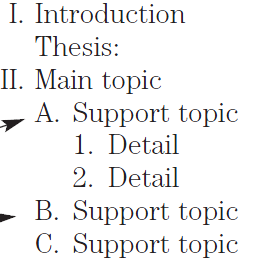 I. Introduction
Thesis:
II. Main topic
A. Support topic
1. Detail
2. Detail
B. Support topic
C. Support topic